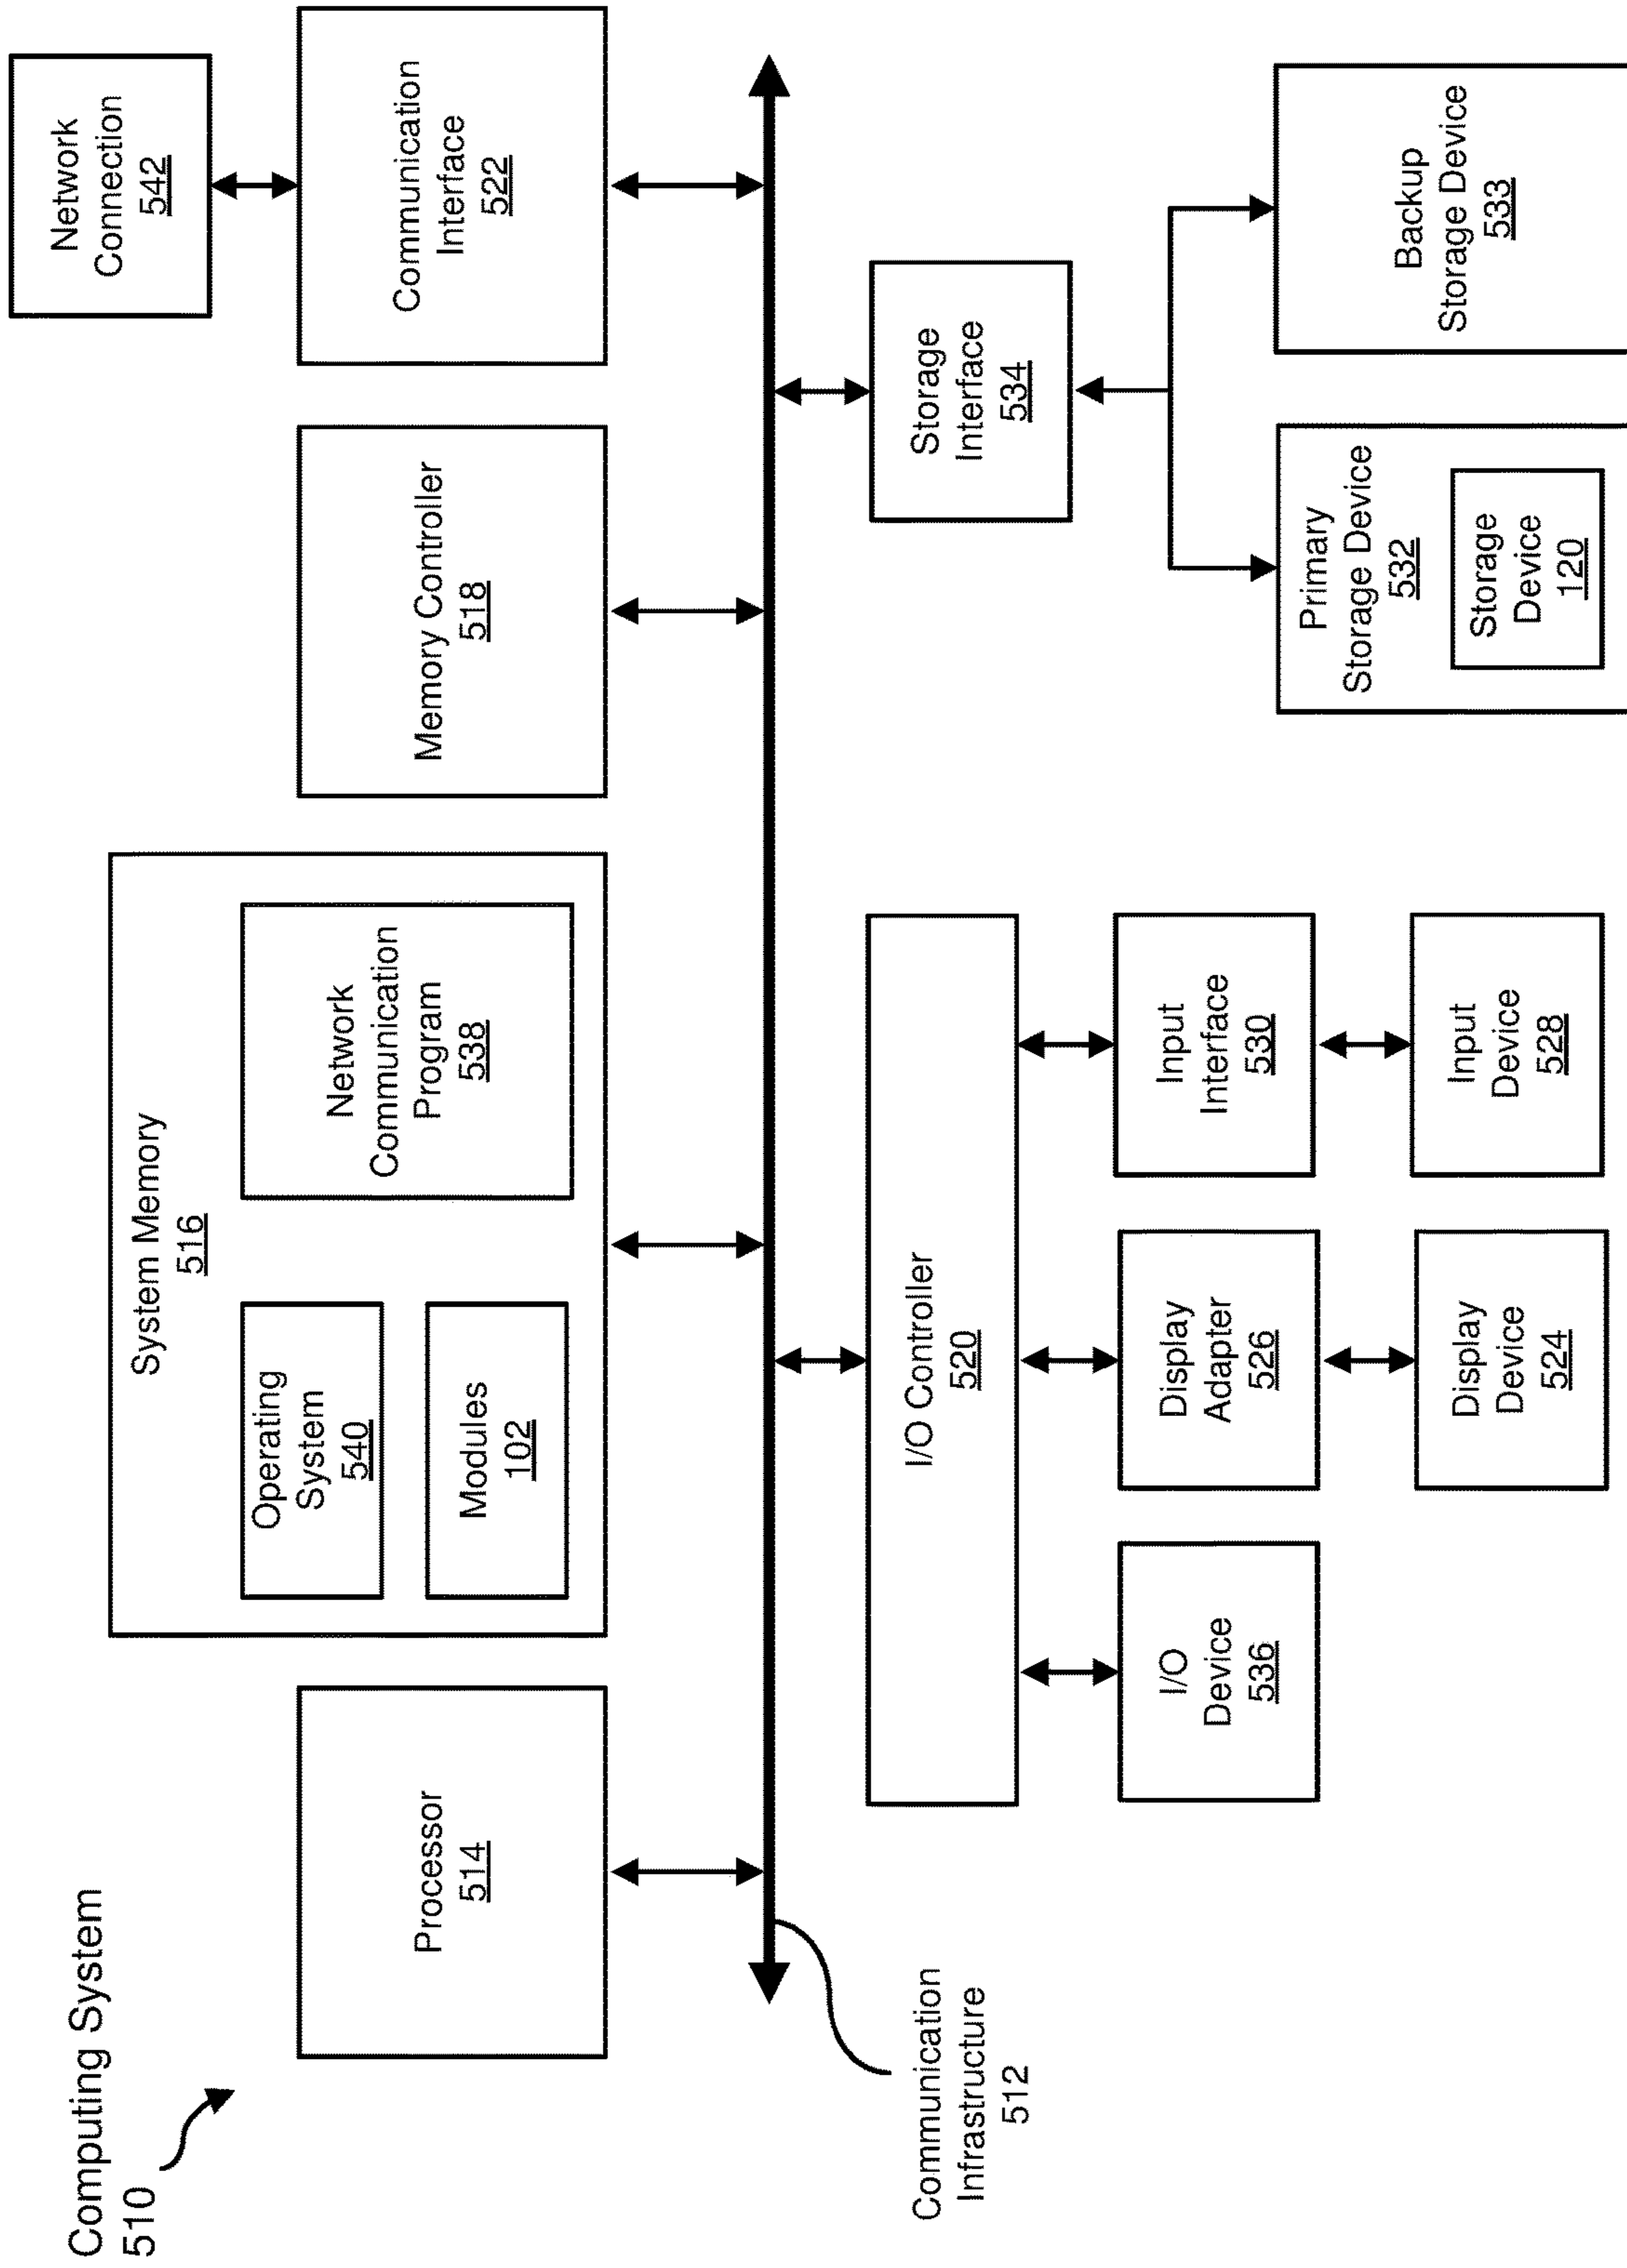 Computing System
510
Processor
514
System Memory
516
Operating
System
540
Modules
102
Network
Communication
Program
538
Memory Controller
518
Network
Connection
542
Communication
Interface
522
Communication
Infrastructure
512
I/O Controller
520
I/O
Device
536
Display
Adapter
526
Display
Device
524
Input
Interface
530
Input
Device
528
Storage
Interface
534
Primary
Storage Device
532
Storage
Device
120
Backup
Storage Device
533